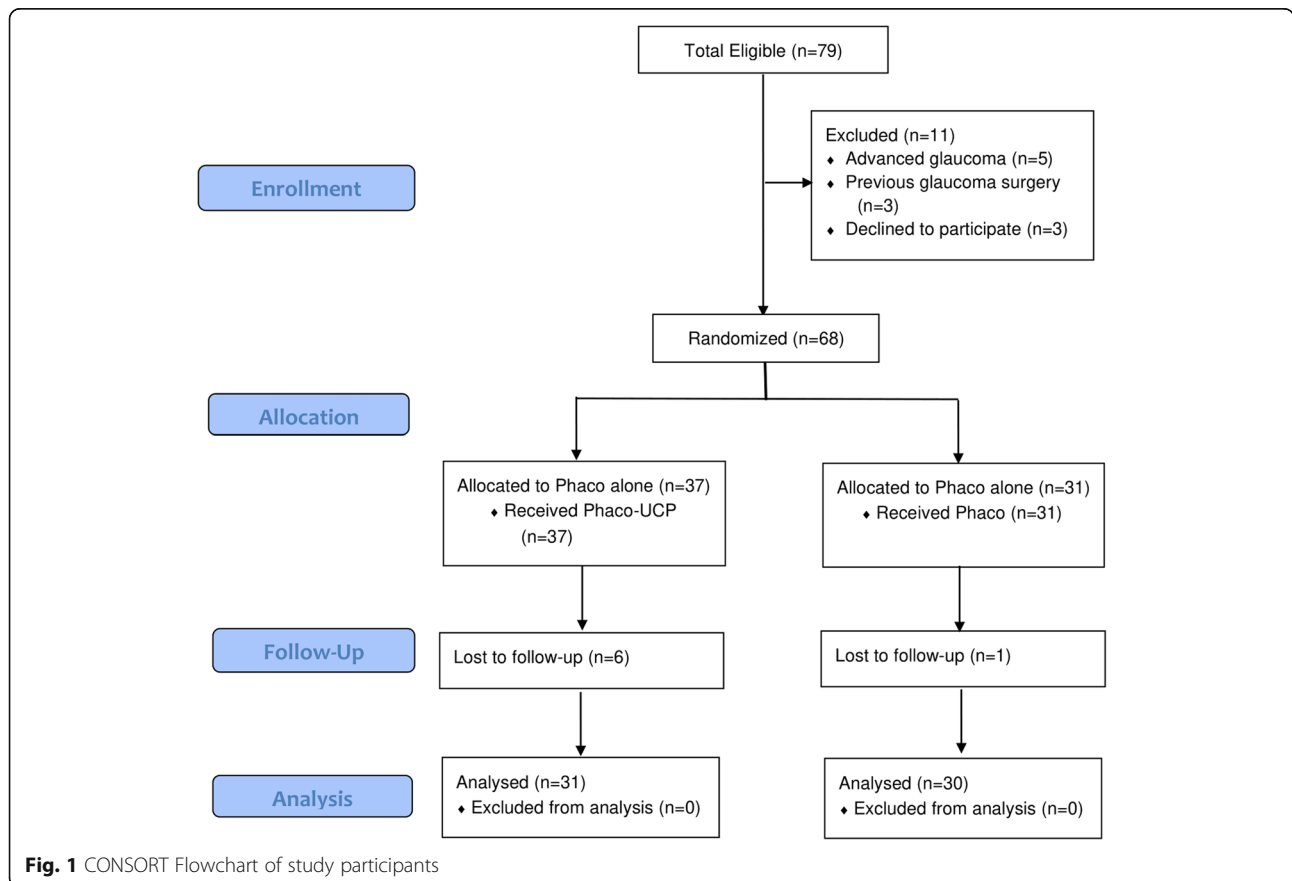 Total Eligible (n=79)
Excluded (n=11)
♦ Advanced glaucoma (n=5)
♦ Previous glaucoma surgery
(n=3)
♦ Declined to participate (n=3)
Enrollment
Randomized (n=68)
Allocation
Allocated to Phaco alone (n=37)
♦ Received Phaco-UCP
(n=37)
Allocated to Phaco alone (n=31)
♦ Received Phaco (n=31)
Follow-Up
Lost to follow-up (n=6)
Lost to follow-up (n=1)
Analysis
Analysed (n=31)
♦ Excluded from analysis (n=0)
Analysed (n=30)
♦ Excluded from analysis (n=0)
Fig. 1 CONSORT Flowchart of study participants